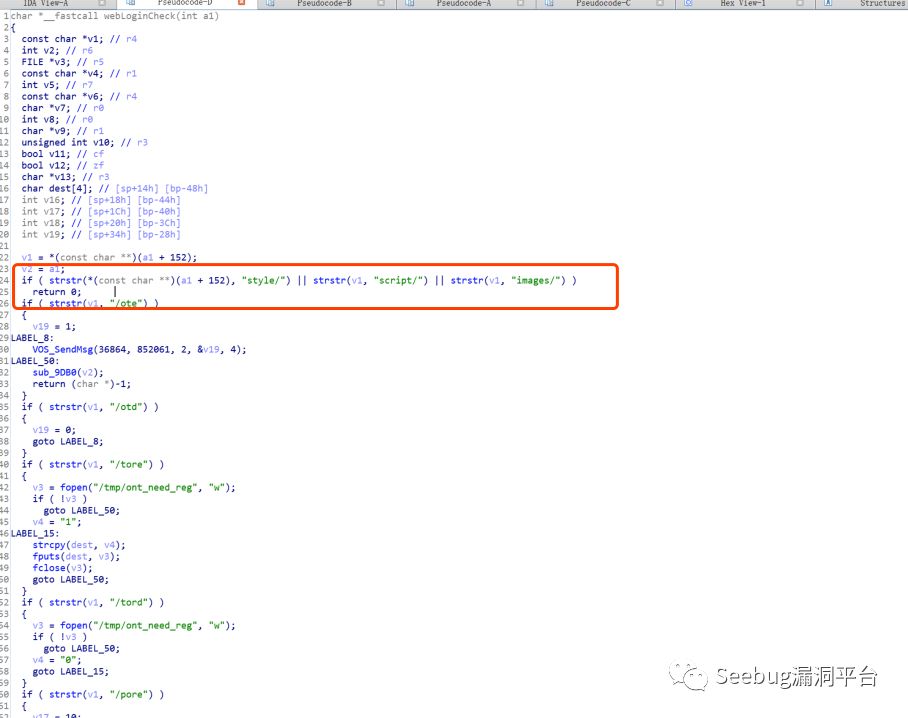 IDA View-A Pseudocode-D Pseudocode-B Pseudocode-A Pseudocode-C Hex View-1 Structures
1 char *__fastcall webLoginCheck(int a1)
2 {
3 const char *v1; // r4
4 int v2; // r6
5 FILE *v3; // r5
6 const char *v4; // r1
7 int v5; // r7
8 const char *v6; // r4
9 char *v7; // r0
10 int v8; // r0
11 char *v9; // r1
12 unsigned int v10; // r3
13 bool v11; // cf
14 bool v12; // zf
15 char *v13; // r3
16 char dest[4]; // [sp+14h] [bp-48h]
17 int v16; // [sp+18h] [bp-44h]
18 int v17; // [sp+1Ch] [bp-40h]
19 int v18; // [sp+20h] [bp-3Ch]
20 int v19; // [sp+34h] [bp-28h]
21
22 v1 = *(const char **)(a1 + 152);
23 v2 = a1;
24 if ( strstr(*(const char **)(a1 + 152), "style/") || strstr(v1, "script/") || strstr(v1, "images/") )
25 return 0;
26 if ( strstr(v1, "/ote") )
27 {
28 v19 = 1;
29 LABEL_8:
30 VOS_SendMsg(36864, 852061, 2, &v19, 4);
31 LABEL_50:
32 sub_9DB0(v2);
33 return (char *)-1;
34 }
35 if ( strstr(v1, "/otd") )
36 {
37 v19 = 0;
38 goto LABEL_8;
39 }
40 if ( strstr(v1, "/tore") )
41 {
42 v3 = fopen("/tmp/ont_need_reg", "w");
43 if ( !v3 )
44 goto LABEL_50;
45 v4 = "1";
46 LABEL_15:
47 strcpy(dest, v4);
48 fputs(dest, v3);
49 fclose(v3);
50 goto LABEL_50;
51 }
52 if ( strstr(v1, "/tord") )
53 {
54 v3 = fopen("/tmp/ont_need_reg", "w");
55 if ( !v3 )
56 goto LABEL_50;
57 v4 = "0";
58 goto LABEL_15;
59 }
60 if ( strstr(v1, "/pore") )
61 {
62 v17 = 10;
Seebug漏洞平台